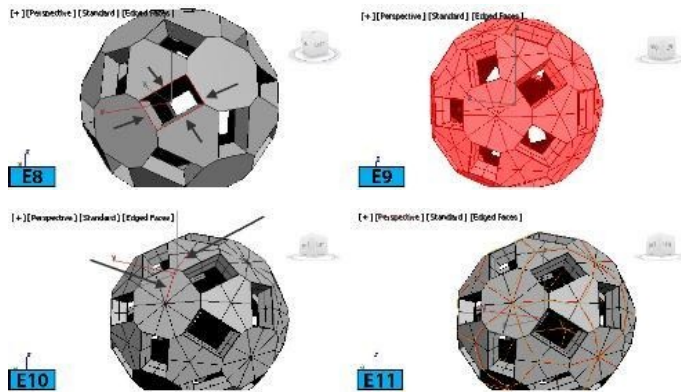 [+] [Perspective] [Standard] [Edged Faces]
E8
[+] [Perspective] [Standard] [Edged Faces]
E9
[+] [Perspective] [Standard] [Edged Faces]
E10
[+] [Perspective] [Standard] [Edged Faces]
E11